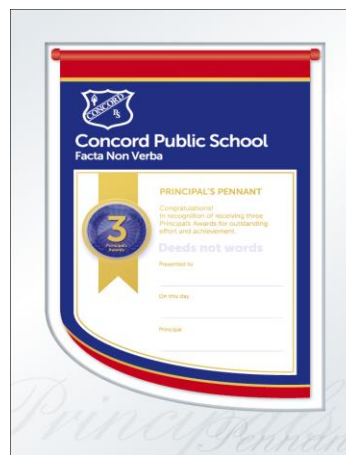 CONCORD
PS
Concord Public School
Facta Non Verba
PRINCIPAL'S PENNANT
Congratulations!
In recognition of receiving three
Principal's Awards for outstanding
effort and achievement.
Deeds not words
3
Principal's
Awards
Presented to
On this day
Principal
Principal's
Pennant